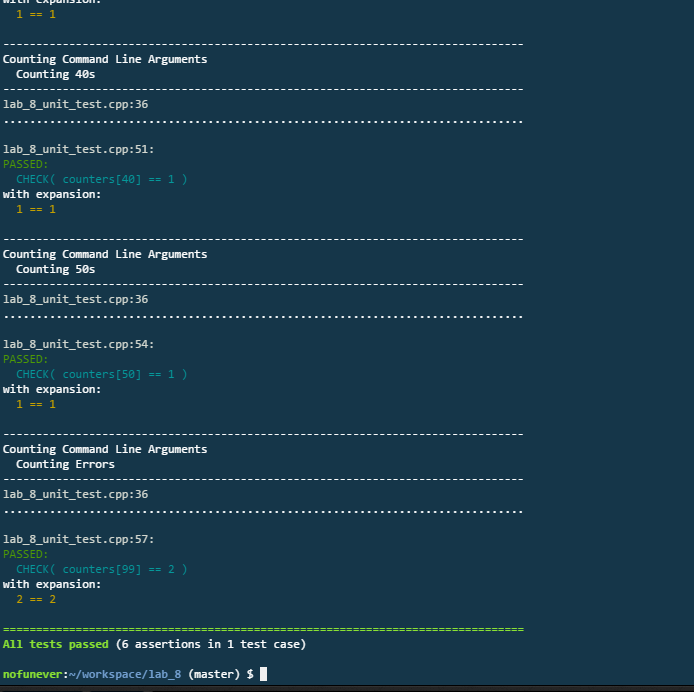 with expansion:
1 == 1
-------------------------------------------------------------------------------
Counting Command Line Arguments
Counting 40s
-------------------------------------------------------------------------------
lab_8_unit_test.cpp:36
...............................................................................
lab_8_unit_test.cpp:51:
PASSED:
CHECK( counters[40] == 1 )
with expansion:
1 == 1
-------------------------------------------------------------------------------
Counting Command Line Arguments
Counting 50s
-------------------------------------------------------------------------------
lab_8_unit_test.cpp:36
...............................................................................
lab_8_unit_test.cpp:54:
PASSED:
CHECK( counters[50] == 1 )
with expansion:
1 == 1
-------------------------------------------------------------------------------
Counting Command Line Arguments
Counting Errors
-------------------------------------------------------------------------------
lab_8_unit_test.cpp:36
...............................................................................
lab_8_unit_test.cpp:57:
PASSED:
CHECK( counters[99] == 2 )
with expansion:
2 == 2
===============================================================================
All tests passed (6 assertions in 1 test case)
nofunever:~/workspace/lab_8 (master) $